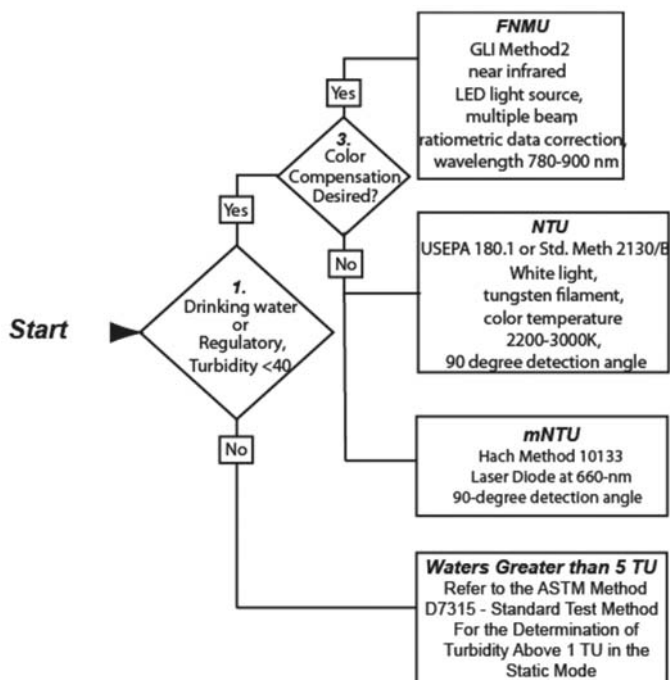 FNMU
GLI Method2
near infrared
LED light source,
multiple beam
ratiometric data correction,
wavelength 780-900 nm
Yes
3.
Color
Compensation
Desired?
Yes
No
NTU
USEPA 180.1 or Std. Meth 2130/B
White light,
tungsten filament,
color temperature
2200-3000K,
90 degree detection angle
1.
Drinking water
or
Regulatory,
Turbidity <40
Start
No
mNTU
Hach Method 10133
Laser Diode at 660-nm
90-degree detection angle
Waters Greater than 5 TU
Refer to the ASTM Method
D7315 - Standard Test Method
For the Determination of
Turbidity Above 1 TU in the
Static Mode